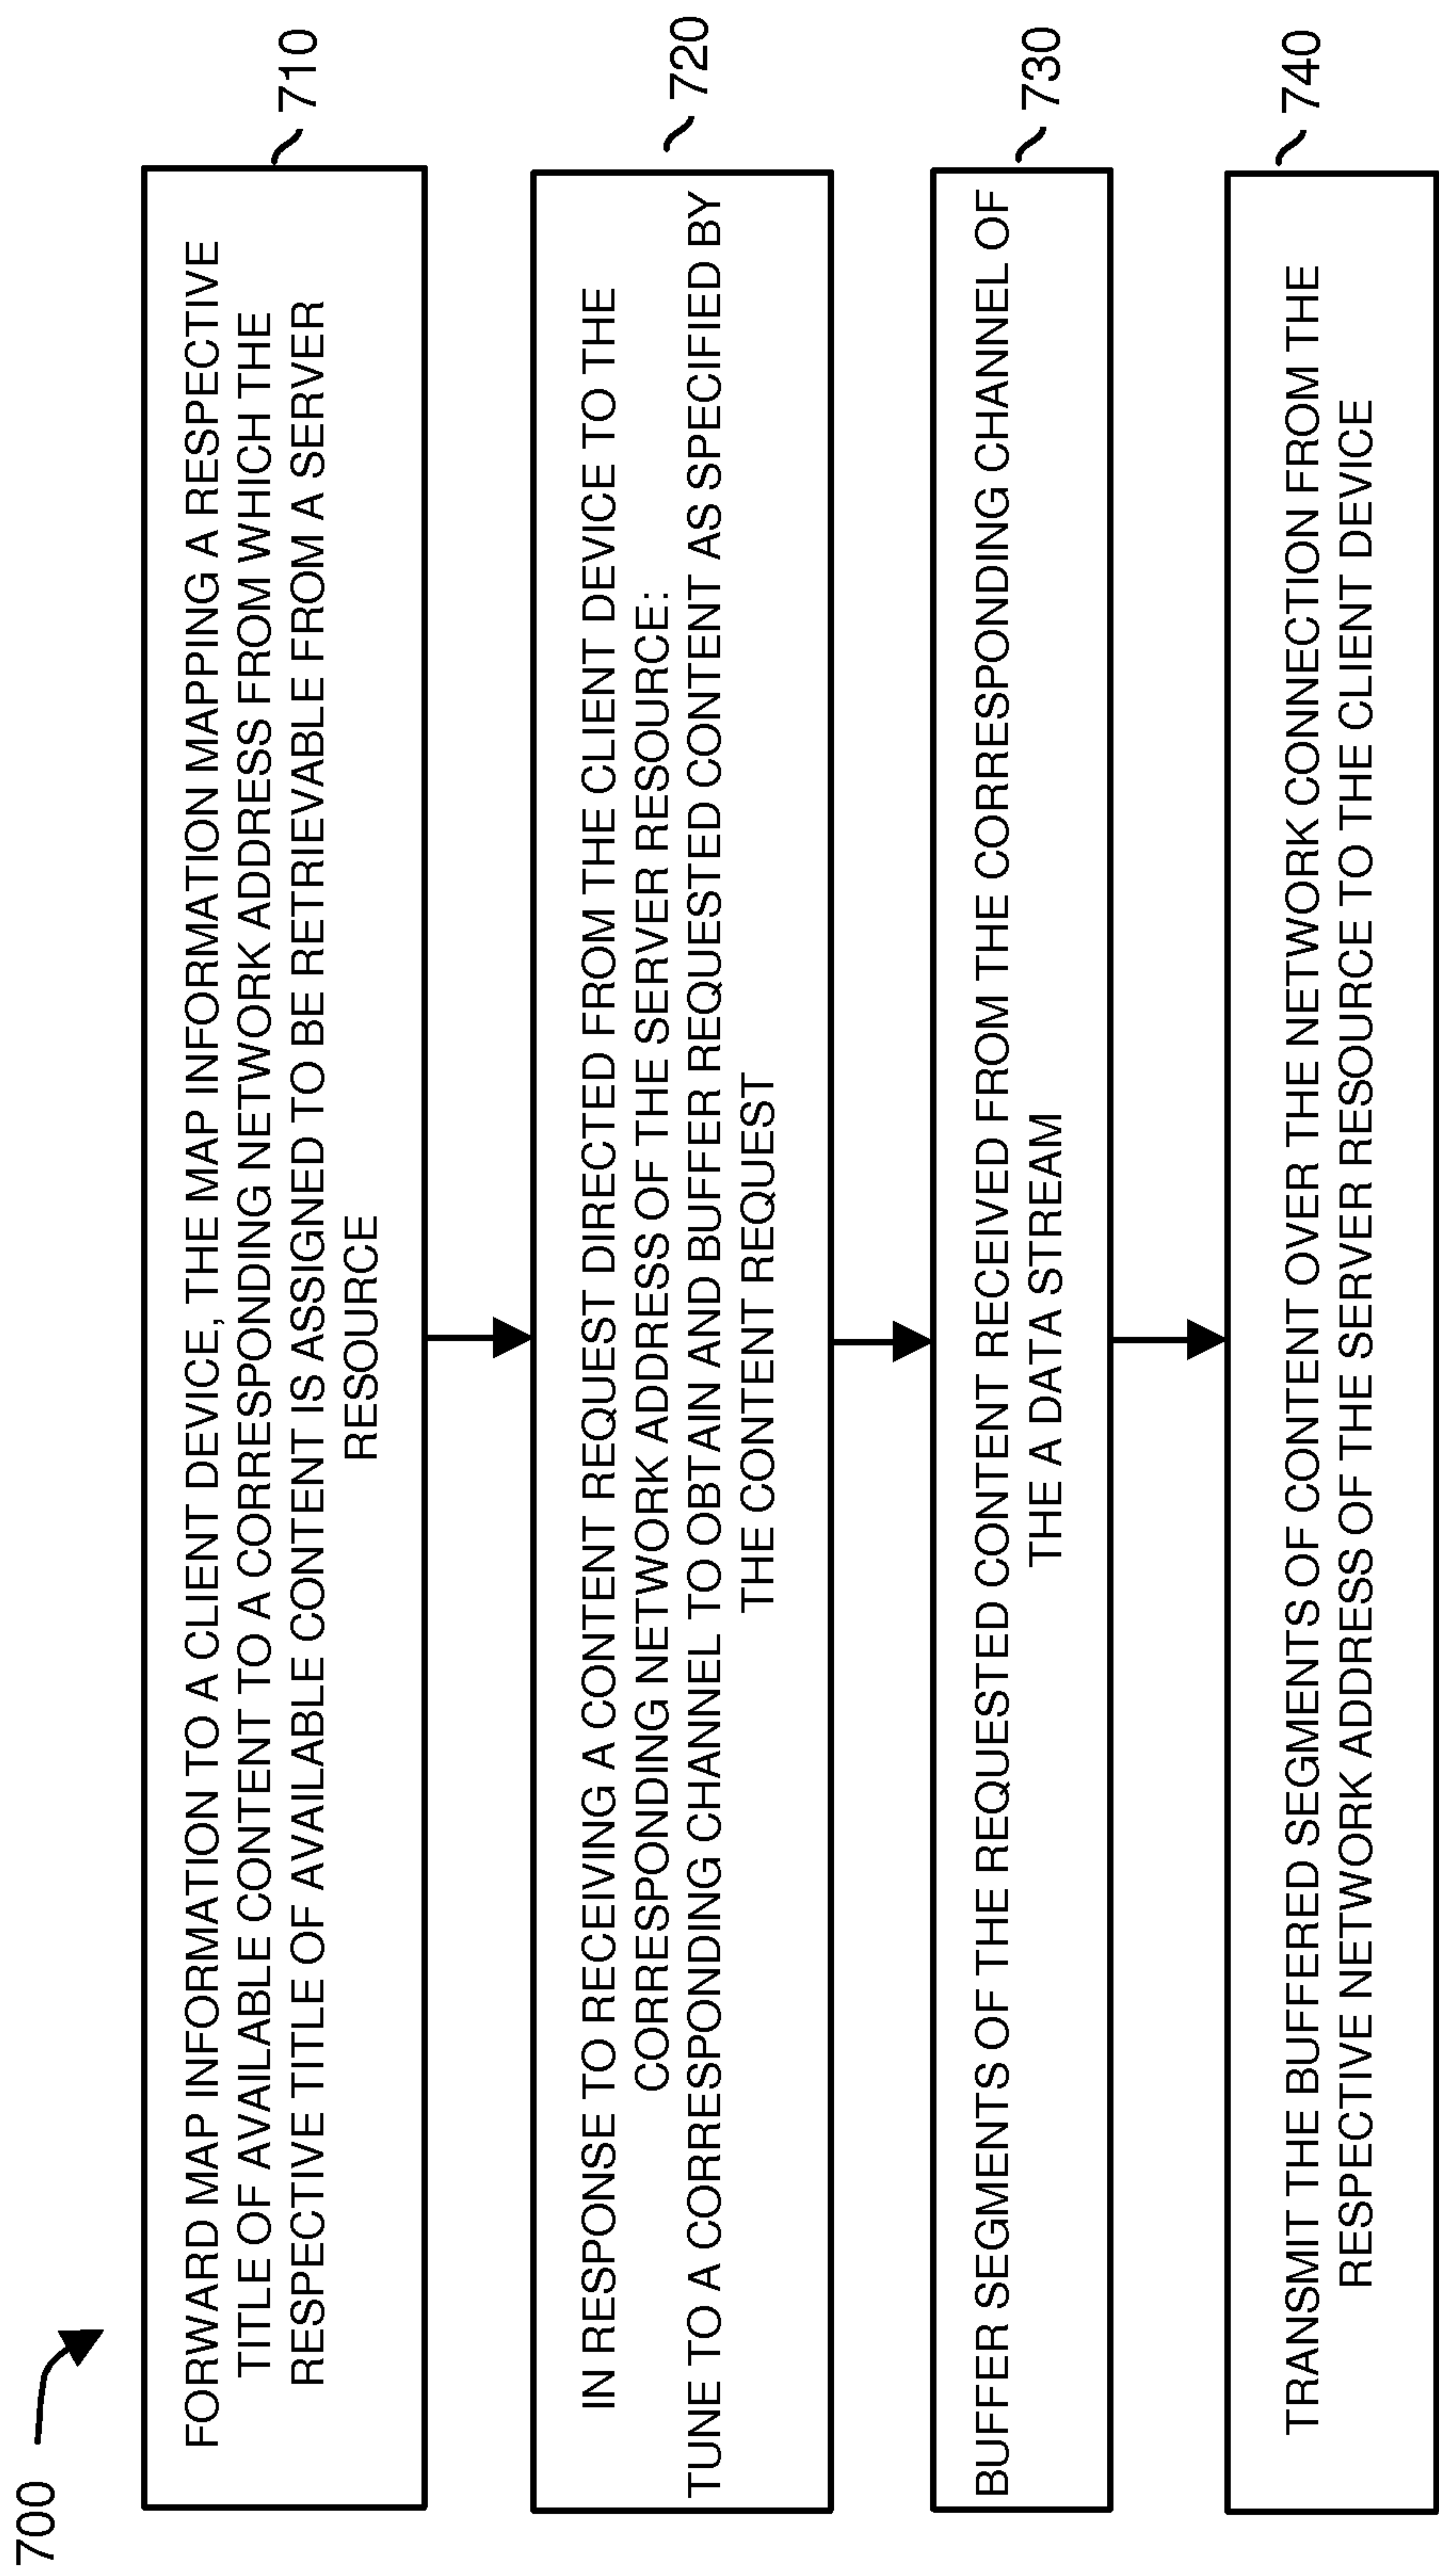 700
FORWARD MAP INFORMATION TO A CLIENT DEVICE, THE MAP INFORMATION MAPPING A RESPECTIVE
TITLE OF AVAILABLE CONTENT TO A CORRESPONDING NETWORK ADDRESS FROM WHICH THE
RESPECTIVE TITLE OF AVAILABLE CONTENT IS ASSIGNED TO BE RETRIEVABLE FROM A SERVER
RESOURCE
710
IN RESPONSE TO RECEIVING A CONTENT REQUEST DIRECTED FROM THE CLIENT DEVICE TO THE
CORRESPONDING NETWORK ADDRESS OF THE SERVER RESOURCE:
TUNE TO A CORRESPONDING CHANNEL TO OBTAIN AND BUFFER REQUESTED CONTENT AS SPECIFIED BY
THE CONTENT REQUEST
720
BUFFER SEGMENTS OF THE REQUESTED CONTENT RECEIVED FROM THE CORRESPONDING CHANNEL OF
THE A DATA STREAM
730
TRANSMIT THE BUFFERED SEGMENTS OF CONTENT OVER THE NETWORK CONNECTION FROM THE
RESPECTIVE NETWORK ADDRESS OF THE SERVER RESOURCE TO THE CLIENT DEVICE
740